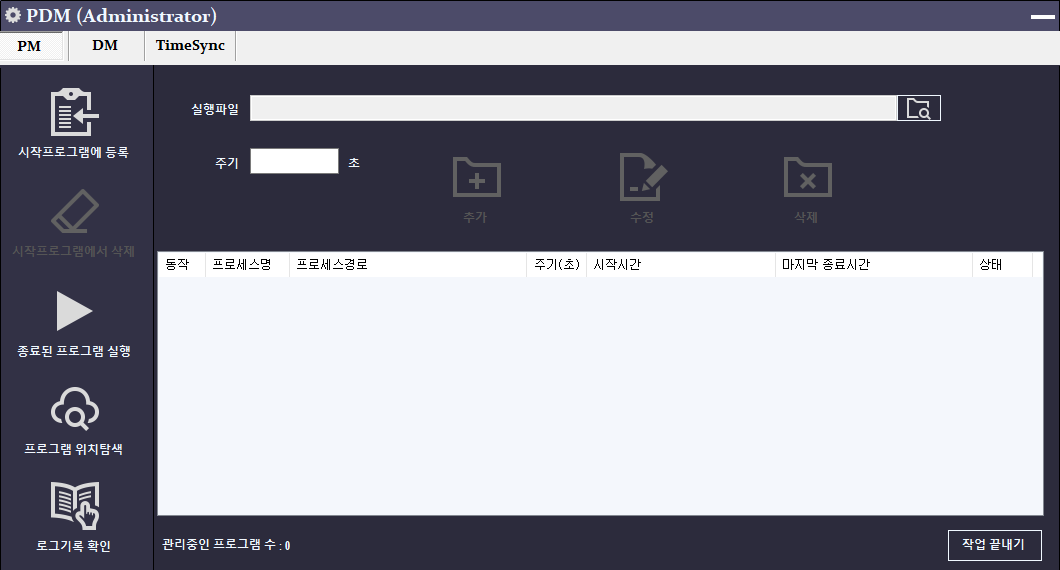 PDM (Administrator)
PM DM TimeSync
시작프로그램에 등록
시작프로그램에서 삭제
종료된 프로그램 실행
프로그램 위치탐색
로그기록 확인
실행파일
주기 초
추가 수정 삭제
동작 프로세스명 프로세스경로 주기(초) 시작시간 마지막 종료시간 상태
관리중인 프로그램 수 : 0
작업 끝내기